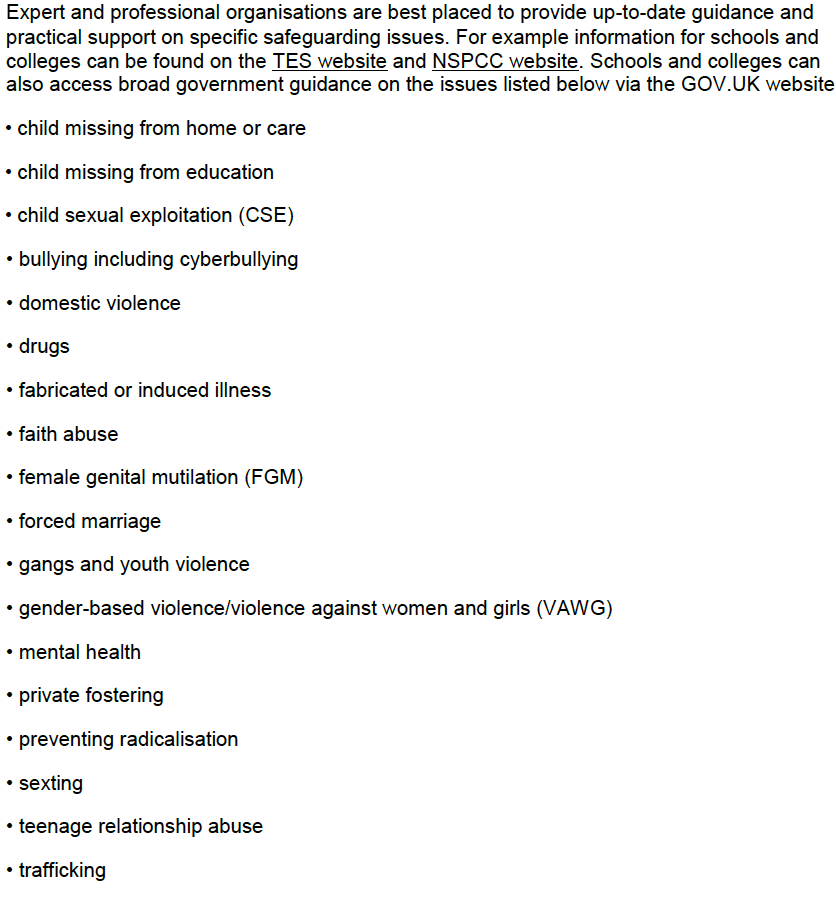 Expert and professional organisations are best placed to provide up-to-date guidance and
practical support on specific safeguarding issues. For example information for schools and
colleges can be found on the TES website and NSPCC website. Schools and colleges can
also access broad government guidance on the issues listed below via the GOV.UK website
• child missing from home or care
• child missing from education
• child sexual exploitation (CSE)
• bullying including cyberbullying
• domestic violence
• drugs
• fabricated or induced illness
• faith abuse
• female genital mutilation (FGM)
• forced marriage
• gangs and youth violence
• gender-based violence/violence against women and girls (VAWG)
• mental health
• private fostering
• preventing radicalisation
• sexting
• teenage relationship abuse
• trafficking